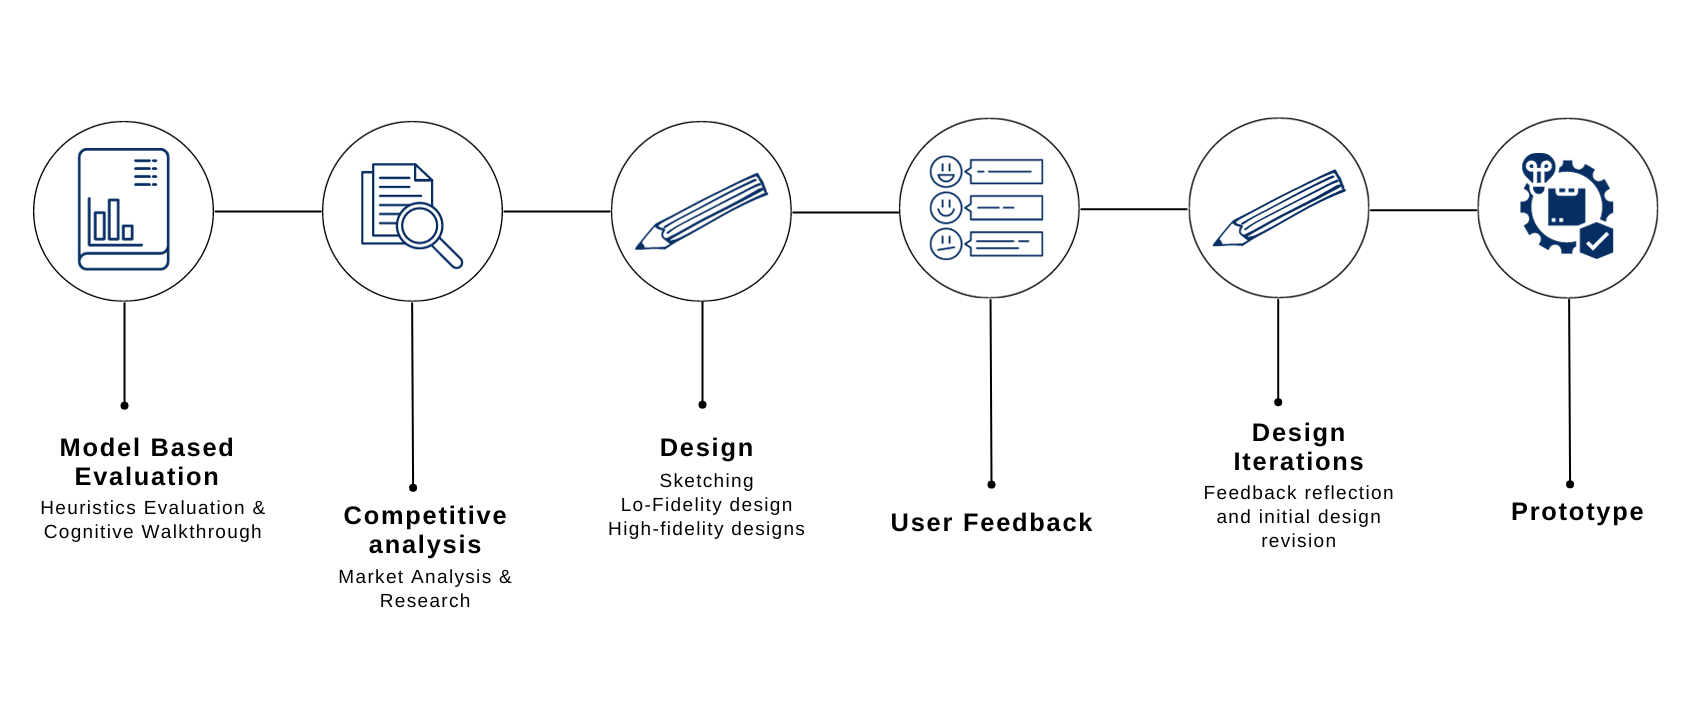 Model Based
Evaluation
Heuristics Evaluation &
Cognitive Walkthrough
Competitive
analysis
Market Analysis &
Research
Design
Sketching
Lo-Fidelity design
High-fidelity designs
User Feedback
Design
Iterations
Feedback reflection
and initial design
revision
Prototype